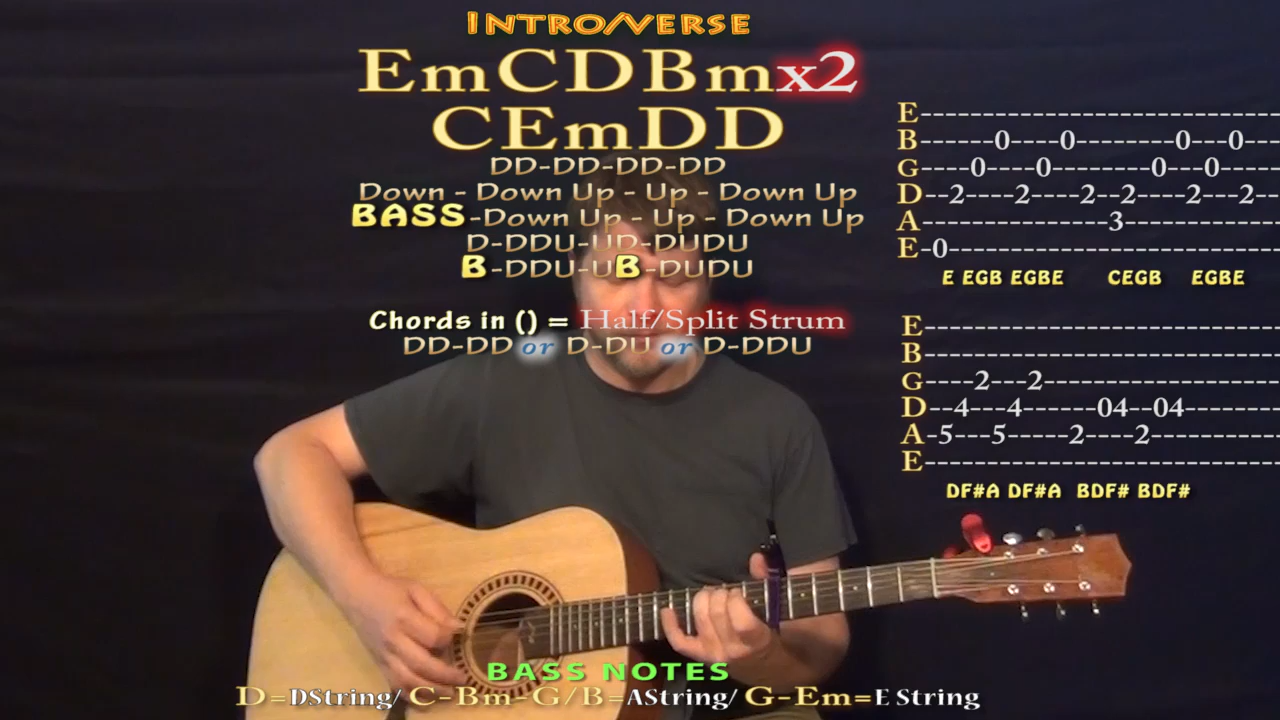 INTRO/VERSE
EmCDBmx2
CEmDD
DD-DD-DD-DD
Down - Down Up - Up - Down Up
BASS-Down Up - Up - Down Up
D-DDU-UD-DUDU
B-DDU-UB-DUDU
Chords in () = Half/Split Strum
DD-DD or D-DU or D-DDU
E---------------------------
B------0----0--------0---0---
G----0----0--------0---0-----
D--2----2----2--2----2---2--
A--------------3------------
E-0-------------------------
E EGB EGBE CEGB EGBE
E---------------------------
B---------------------------
G----2---2------------------
D--4---4------04--04-------
A-5---5-----2----2----------
E---------------------------
DF#A DF#A BDF# BDF#
BASS NOTES
D=DString/ C-Bm-G/B=AString/ G-Em=E String